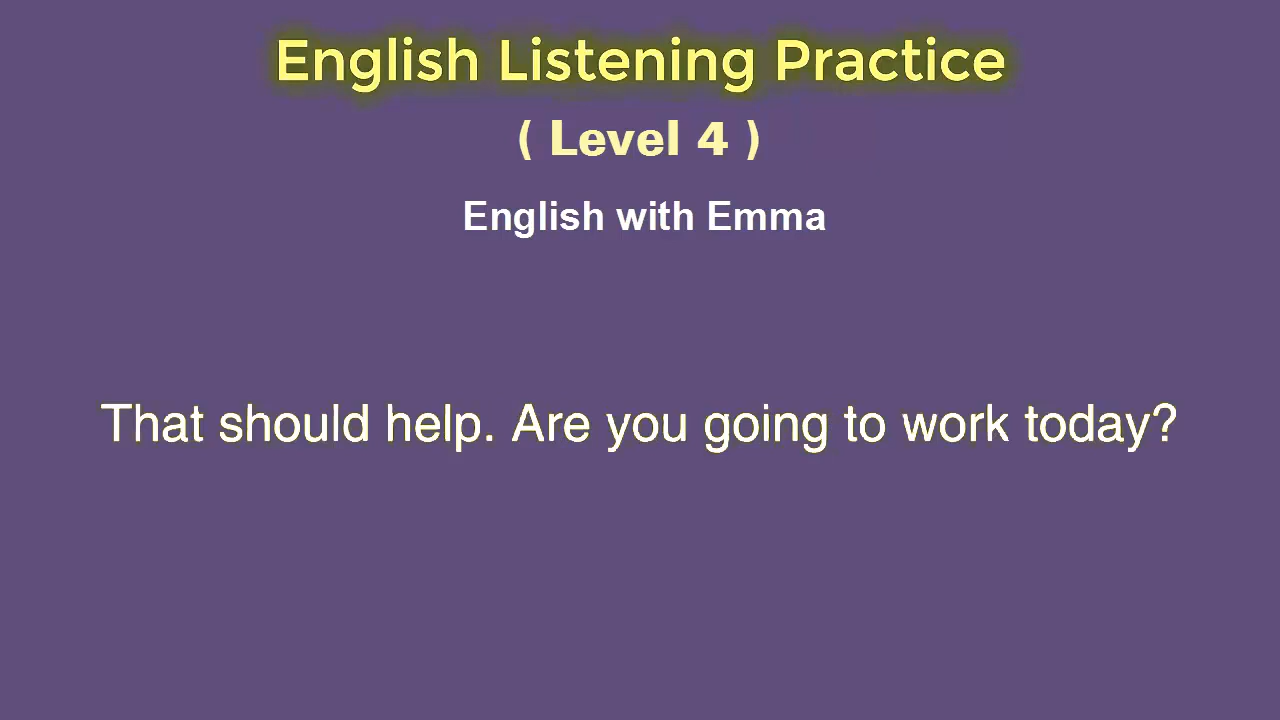 English Listening Practice
( Level 4 )
English with Emma
That should help. Are you going to work today?